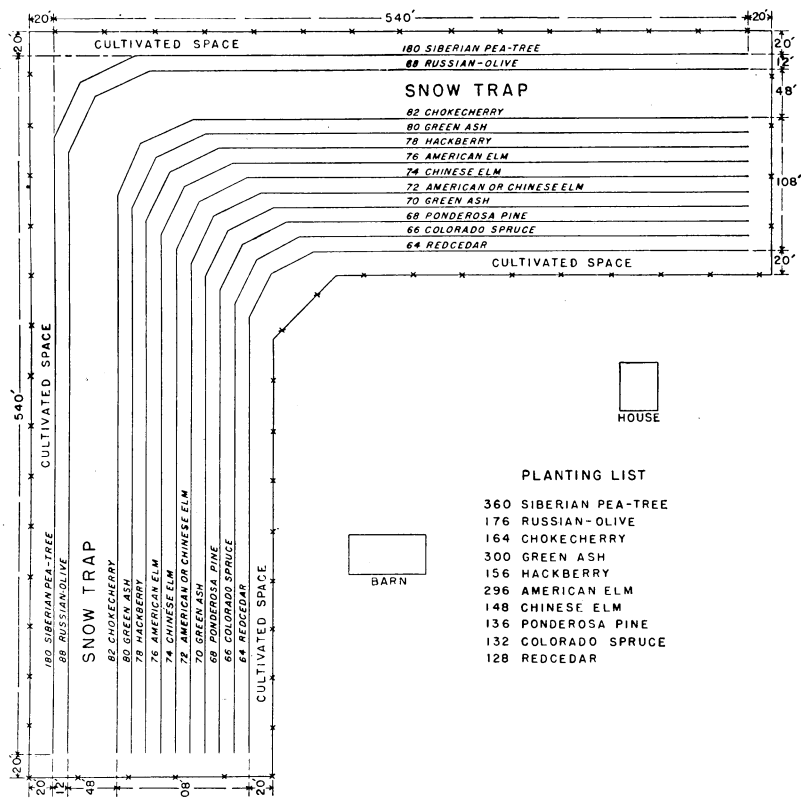 20' 540' 20'
CULTIVATED SPACE
180 SIBERIAN PEA-TREE
88 RUSSIAN-OLIVE
SNOW TRAP
82 CHOKECHERRY
80 GREEN ASH
78 HACKBERRY
76 AMERICAN ELM
74 CHINESE ELM
72 AMERICAN OR CHINESE ELM
70 GREEN ASH
68 PONDEROSA PINE
66 COLORADO SPRUCE
64 REDCEDAR
CULTIVATED SPACE
20'
12'
48'
108'
20'
20'
540'
20'
CULTIVATED SPACE
180 SIBERIAN PEA-TREE
88 RUSSIAN-OLIVE
SNOW TRAP
82 CHOKECHERRY
80 GREEN ASH
78 HACKBERRY
76 AMERICAN ELM
74 CHINESE ELM
72 AMERICAN OR CHINESE ELM
70 GREEN ASH
68 PONDEROSA PINE
66 COLORADO SPRUCE
64 REDCEDAR
CULTIVATED SPACE
HOUSE
BARN
PLANTING LIST
360 SIBERIAN PEA-TREE
176 RUSSIAN-OLIVE
164 CHOKECHERRY
300 GREEN ASH
156 HACKBERRY
296 AMERICAN ELM
148 CHINESE ELM
136 PONDEROSA PINE
132 COLORADO SPRUCE
128 REDCEDAR
20' 12' 48' 08' 20'